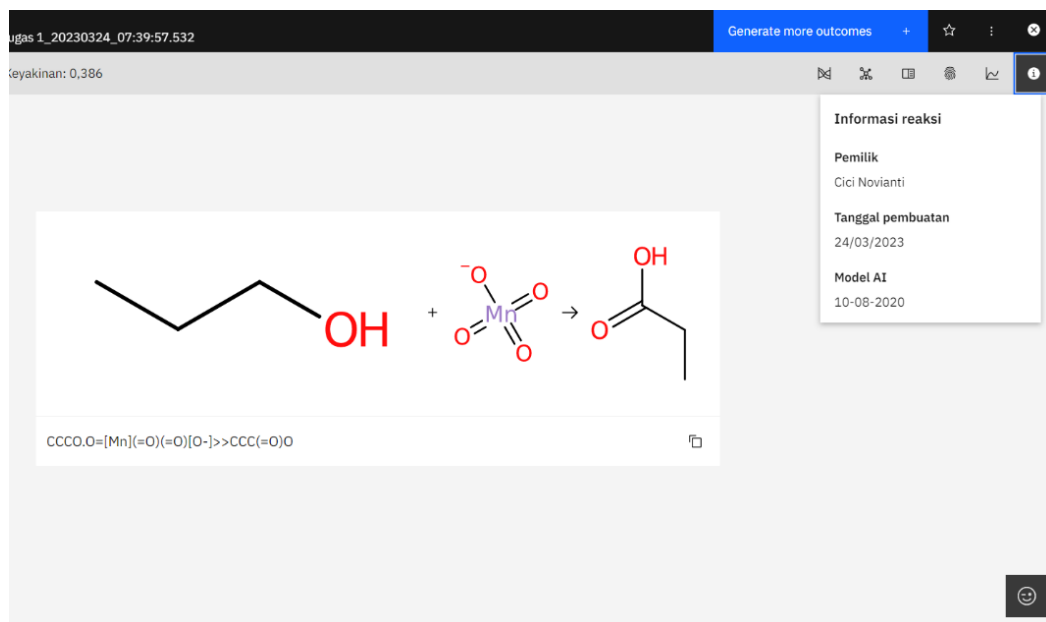 ugas 1_20230324_07:39:57.532
Generate more outcomes +
Keyakinan: 0,386
Informasi reaksi
Pemilik
Cici Novianti
Tanggal pembuatan
24/03/2023
Model AI
10-08-2020
OH
+
⁻O
O
Mn
O
O
→
OH
O
CCCO.O=[Mn](=O)(=O)[O-]>>CCC(=O)O